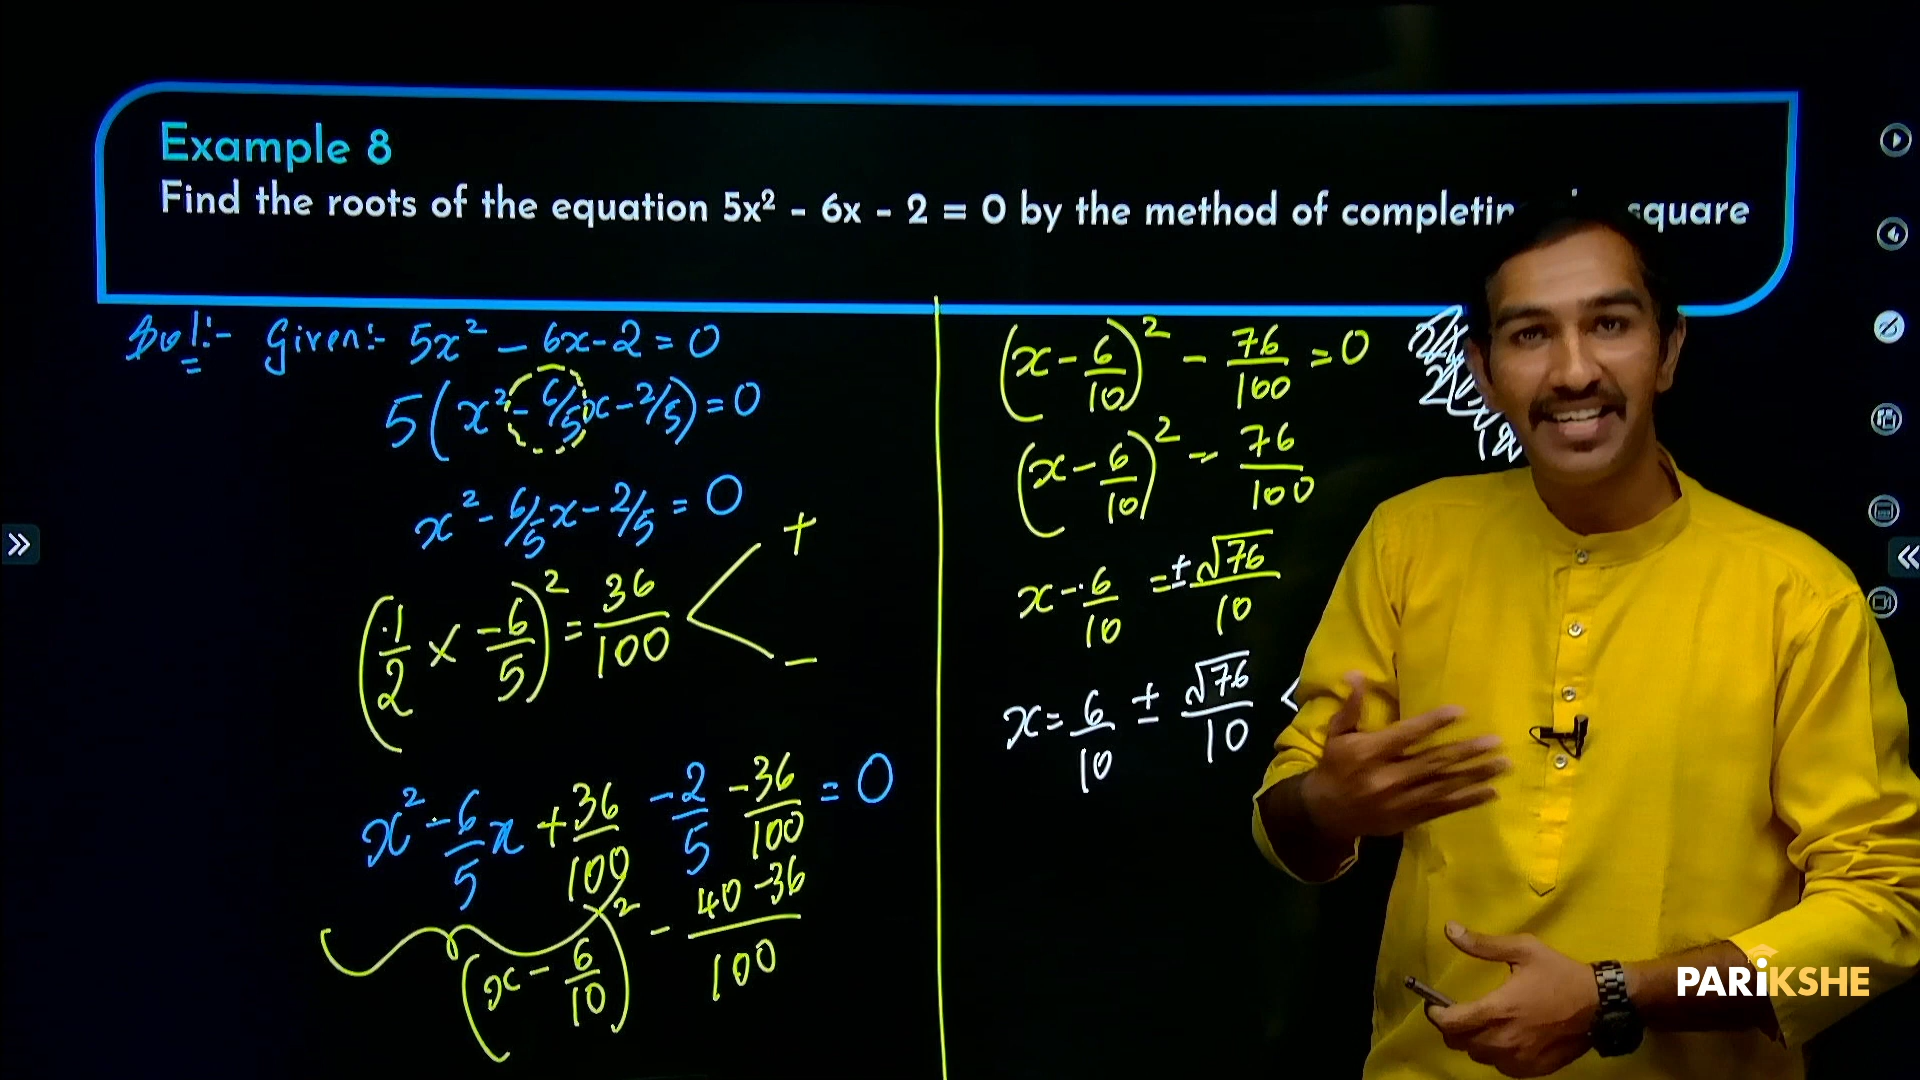 Example 8
Find the roots of the equation 5x² - 6x - 2 = 0 by the method of square
Sol:- Given:- 5x² - 6x - 2 = 0
5(x² - 6/5x - 2/5) = 0
x² - 6/5x - 2/5 = 0
(1/2 × -6/5)² = 36/100 < + -
x² - 6/5 x + 36/100 - 2/5 - 36/100 = 0
(x - 6/10)² - 40 - 36/100
(x - 6/10)² - 76/100 = 0
(x - 6/10)² = 76/100
x - 6/10 = ± √76/10
x = 6/10 ± √76/10 <
PARiKSHE